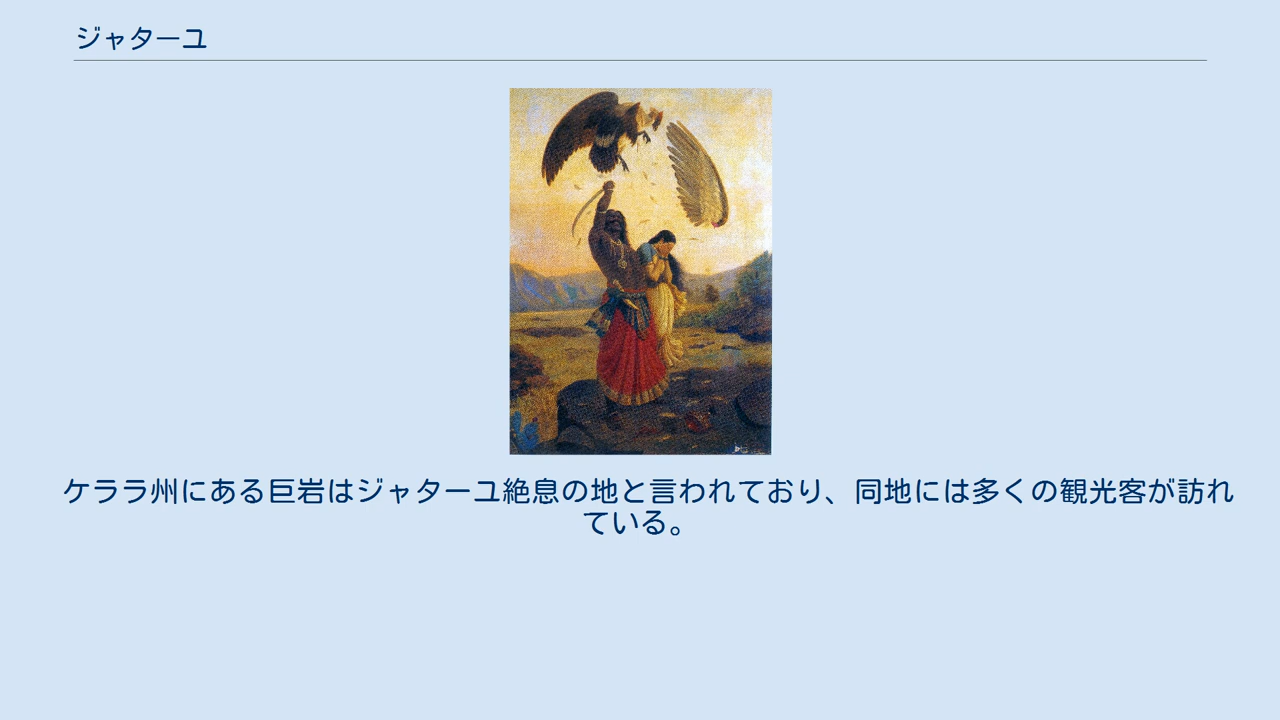 ジャターユ
ケララ州にある巨岩はジャターユ絶息の地と言われており、同地には多くの観光客が訪れ
ている。